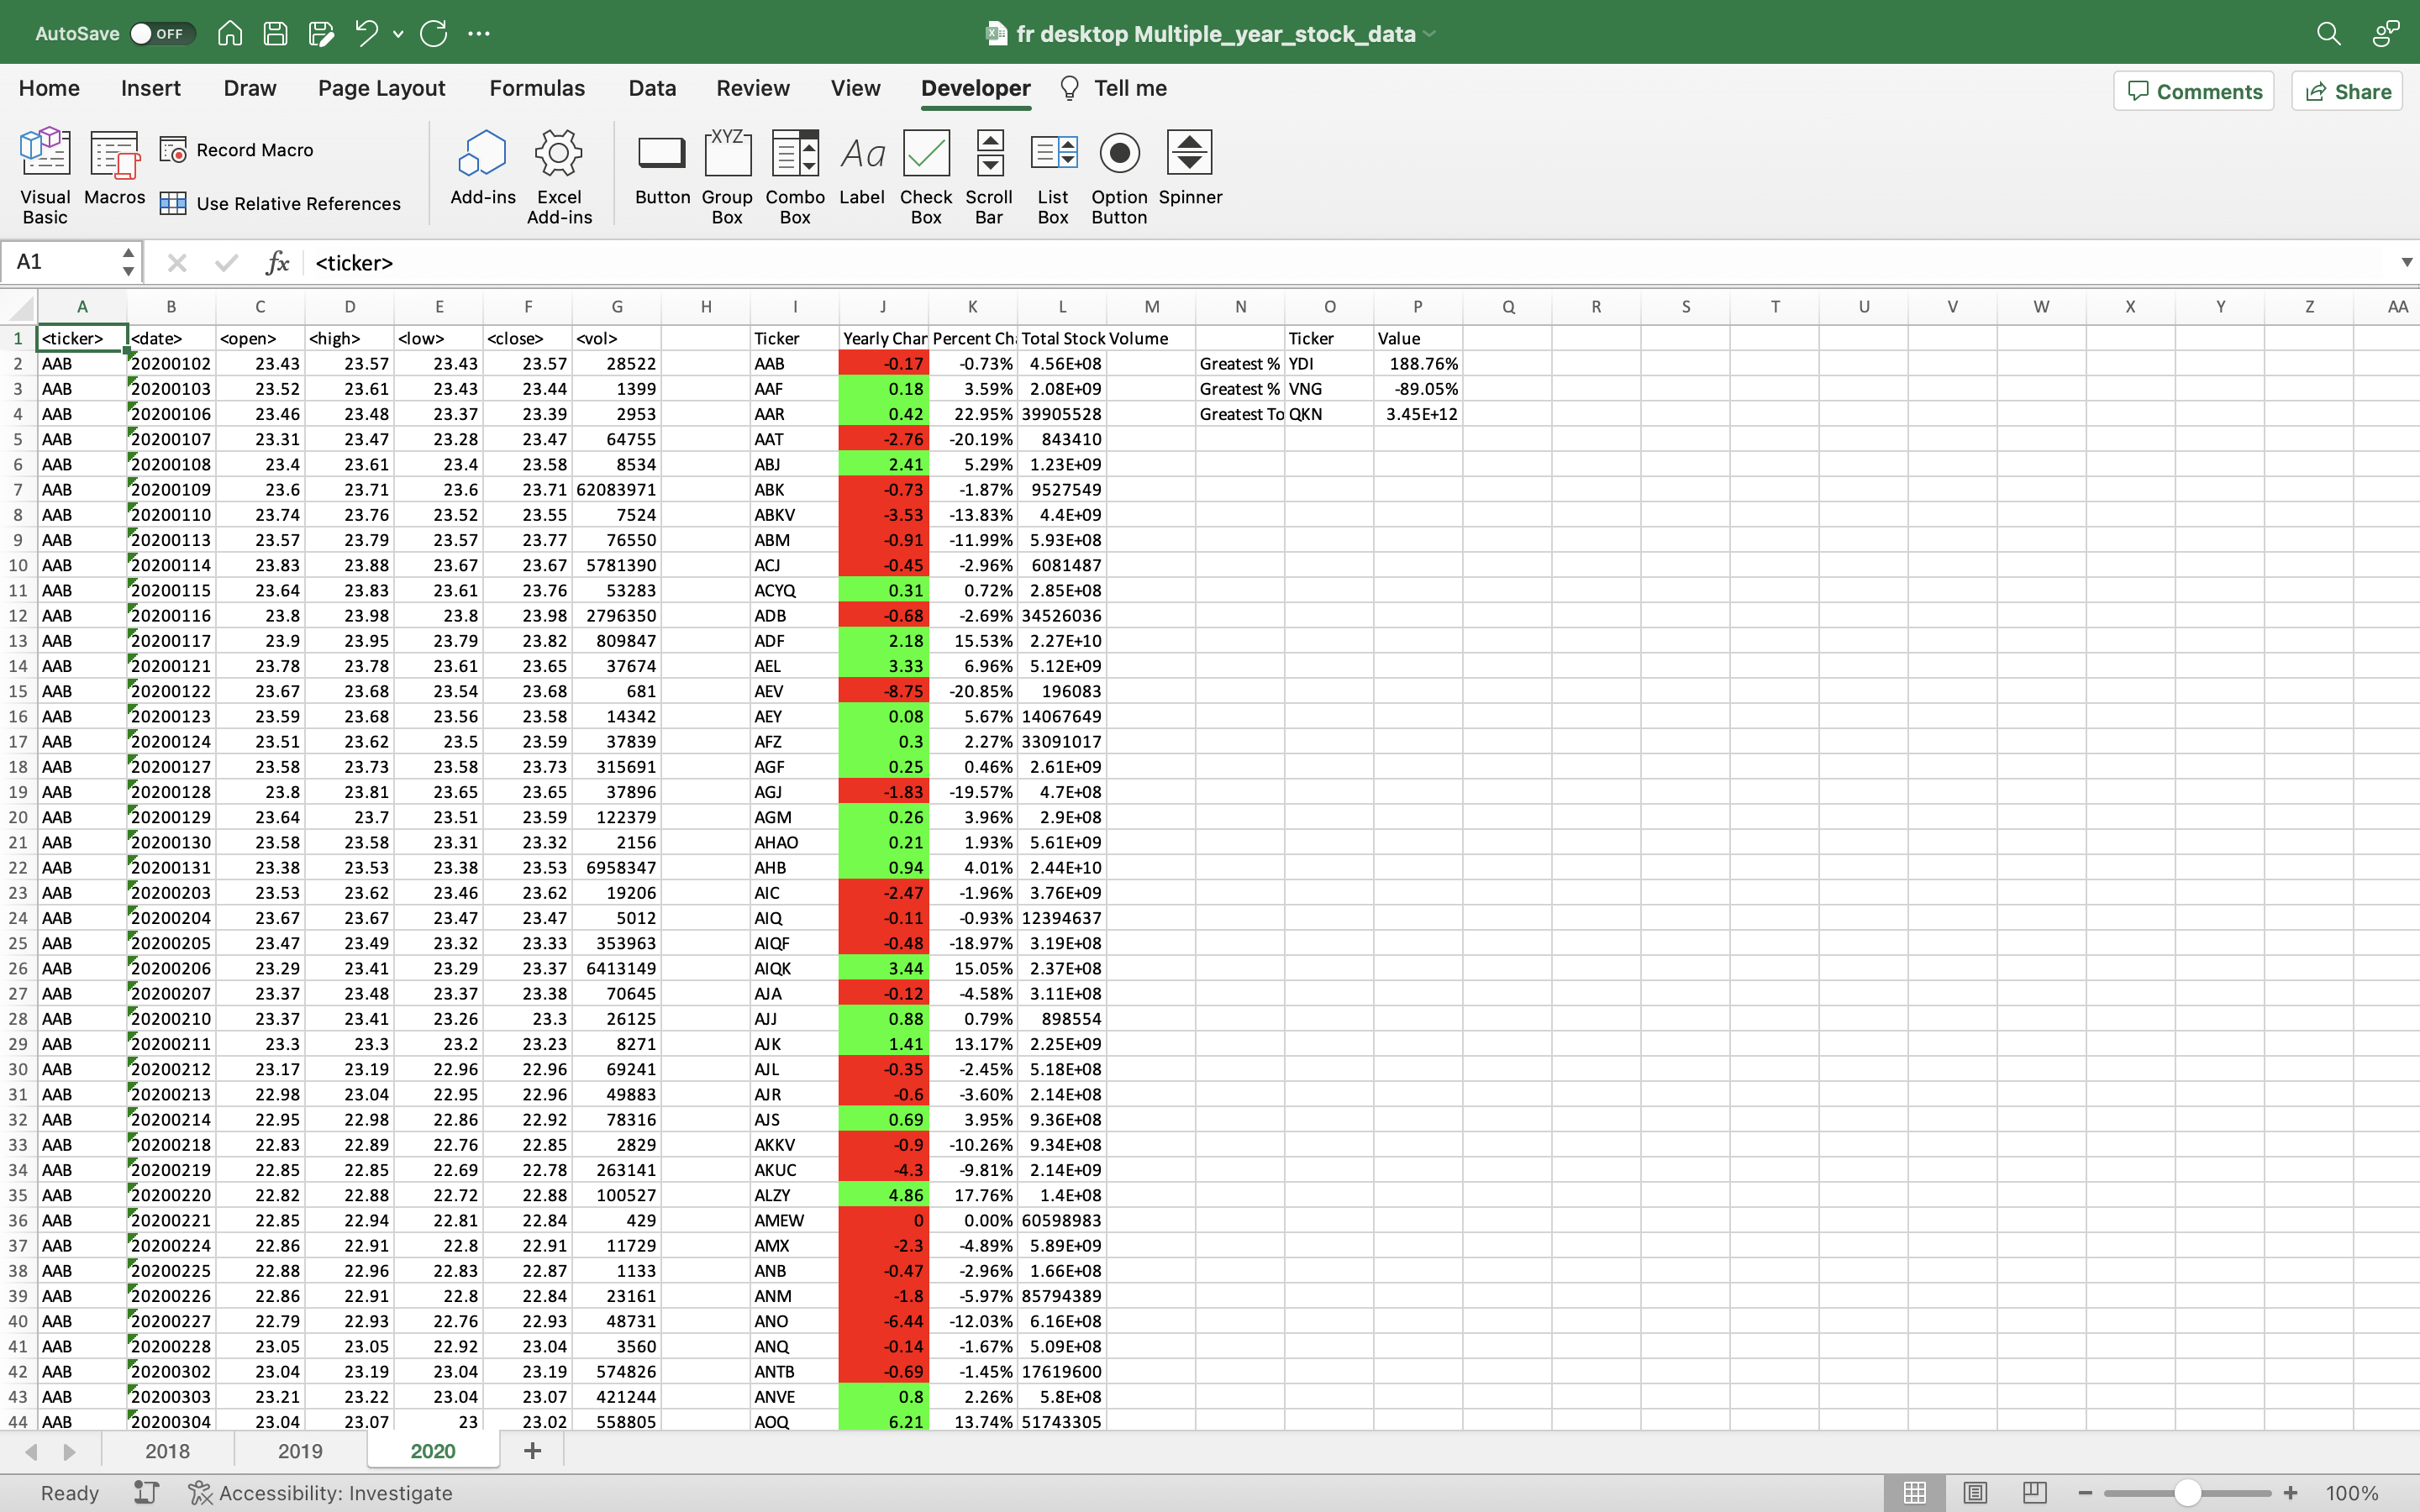 AutoSave OFF fr desktop Multiple_year_stock_data
Home Insert Draw Page Layout Formulas Data Review View Developer Tell me Comments Share
Visual Basic Macros Record Macro Use Relative References Add-ins Excel Add-ins Button Group Box Combo Box Label Check Box Scroll Bar List Box Option Button Spinner
XYZ Aa
A1 fx <ticker>
A B C D E F G H I J K L M N O P Q R S T U V W X Y Z AA
1 <ticker> <date> <open> <high> <low> <close> <vol> Ticker Yearly Char Percent Ch Total Stock Volume Ticker Value
2 AAB 20200102 23.43 23.57 23.43 23.57 28522 AAB -0.17 -0.73% 4.56E+08 Greatest % YDI 188.76%
3 AAB 20200103 23.52 23.61 23.43 23.44 1399 AAF 0.18 3.59% 2.08E+09 Greatest % VNG -89.05%
4 AAB 20200106 23.46 23.48 23.37 23.39 2953 AAR 0.42 22.95% 39905528 Greatest To QKN 3.45E+12
5 AAB 20200107 23.31 23.47 23.28 23.47 64755 AAT -2.76 -20.19% 843410
6 AAB 20200108 23.4 23.61 23.4 23.58 8534 ABJ 2.41 5.29% 1.23E+09
7 AAB 20200109 23.6 23.71 23.6 23.71 62083971 ABK -0.73 -1.87% 9527549
8 AAB 20200110 23.74 23.76 23.52 23.55 7524 ABKV -3.53 -13.83% 4.4E+09
9 AAB 20200113 23.57 23.79 23.57 23.77 76550 ABM -0.91 -11.99% 5.93E+08
10 AAB 20200114 23.83 23.88 23.67 23.67 5781390 ACJ -0.45 -2.96% 6081487
11 AAB 20200115 23.64 23.83 23.61 23.76 53283 ACYQ 0.31 0.72% 2.85E+08
12 AAB 20200116 23.8 23.98 23.8 23.98 2796350 ADB -0.68 -2.69% 34526036
13 AAB 20200117 23.9 23.95 23.79 23.82 809847 ADF 2.18 15.53% 2.27E+10
14 AAB 20200121 23.78 23.78 23.61 23.65 37674 AEL 3.33 6.96% 5.12E+09
15 AAB 20200122 23.67 23.68 23.54 23.68 681 AEV -8.75 -20.85% 196083
16 AAB 20200123 23.59 23.68 23.56 23.58 14342 AEY 0.08 5.67% 14067649
17 AAB 20200124 23.51 23.62 23.5 23.59 37839 AFZ 0.3 2.27% 33091017
18 AAB 20200127 23.58 23.73 23.58 23.73 315691 AGF 0.25 0.46% 2.61E+09
19 AAB 20200128 23.8 23.81 23.65 23.65 37896 AGJ -1.83 -19.57% 4.7E+08
20 AAB 20200129 23.64 23.7 23.51 23.59 122379 AGM 0.26 3.96% 2.9E+08
21 AAB 20200130 23.58 23.58 23.31 23.32 2156 AHAO 0.21 1.93% 5.61E+09
22 AAB 20200131 23.38 23.53 23.38 23.53 6958347 AHB 0.94 4.01% 2.44E+10
23 AAB 20200203 23.53 23.62 23.46 23.62 19206 AIC -2.47 -1.96% 3.76E+09
24 AAB 20200204 23.67 23.67 23.47 23.47 5012 AIQ -0.11 -0.93% 12394637
25 AAB 20200205 23.47 23.49 23.32 23.33 353963 AIQF -0.48 -18.97% 3.19E+08
26 AAB 20200206 23.29 23.41 23.29 23.37 6413149 AIQK 3.44 15.05% 2.37E+08
27 AAB 20200207 23.37 23.48 23.37 23.38 70645 AJA -0.12 -4.58% 3.11E+08
28 AAB 20200210 23.37 23.41 23.26 23.3 26125 AJJ 0.88 0.79% 898554
29 AAB 20200211 23.3 23.3 23.2 23.23 8271 AJK 1.41 13.17% 2.25E+09
30 AAB 20200212 23.17 23.19 22.96 22.96 69241 AJL -0.35 -2.45% 5.18E+08
31 AAB 20200213 22.98 23.04 22.95 22.96 49883 AJR -0.6 -3.60% 2.14E+08
32 AAB 20200214 22.95 22.98 22.86 22.92 78316 AJS 0.69 3.95% 9.36E+08
33 AAB 20200218 22.83 22.89 22.76 22.85 2829 AKKV -0.9 -10.26% 9.34E+08
34 AAB 20200219 22.85 22.85 22.69 22.78 263141 AKUC -4.3 -9.81% 2.14E+09
35 AAB 20200220 22.82 22.88 22.72 22.88 100527 ALZY 4.86 17.76% 1.4E+08
36 AAB 20200221 22.85 22.94 22.81 22.84 429 AMEW 0 0.00% 60598983
37 AAB 20200224 22.86 22.91 22.8 22.91 11729 AMX -2.3 -4.89% 5.89E+09
38 AAB 20200225 22.88 22.96 22.83 22.87 1133 ANB -0.47 -2.96% 1.66E+08
39 AAB 20200226 22.86 22.91 22.8 22.84 23161 ANM -1.8 -5.97% 85794389
40 AAB 20200227 22.79 22.93 22.76 22.93 48731 ANO -6.44 -12.03% 6.16E+08
41 AAB 20200228 23.05 23.05 22.92 23.04 3560 ANQ -0.14 -1.67% 5.09E+08
42 AAB 20200302 23.04 23.19 23.04 23.19 574826 ANTB -0.69 -1.45% 17619600
43 AAB 20200303 23.21 23.22 23.04 23.07 421244 ANVE 0.8 2.26% 5.8E+08
44 AAB 20200304 23.04 23.07 23 23.02 558805 AOQ 6.21 13.74% 51743305
2018 2019 2020 +
Ready Accessibility: Investigate 100%